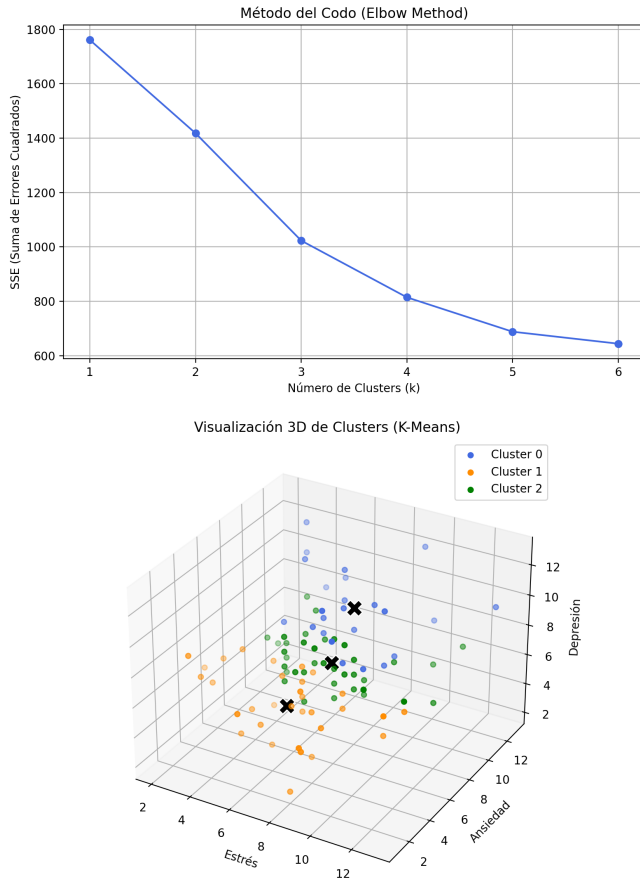 Método del Codo (Elbow Method)
1800
1600
1400
1200
1000
800
600
SSE (Suma de Errores Cuadrados)
1 2 3 4 5 6
Número de Clusters (k)
Visualización 3D de Clusters (K-Means)
Cluster 0
Cluster 1
Cluster 2
12
10
8
6
4
2
Depresión
12
10
8
6
4
2
Ansiedad
2 4 6 8 10 12
Estrés